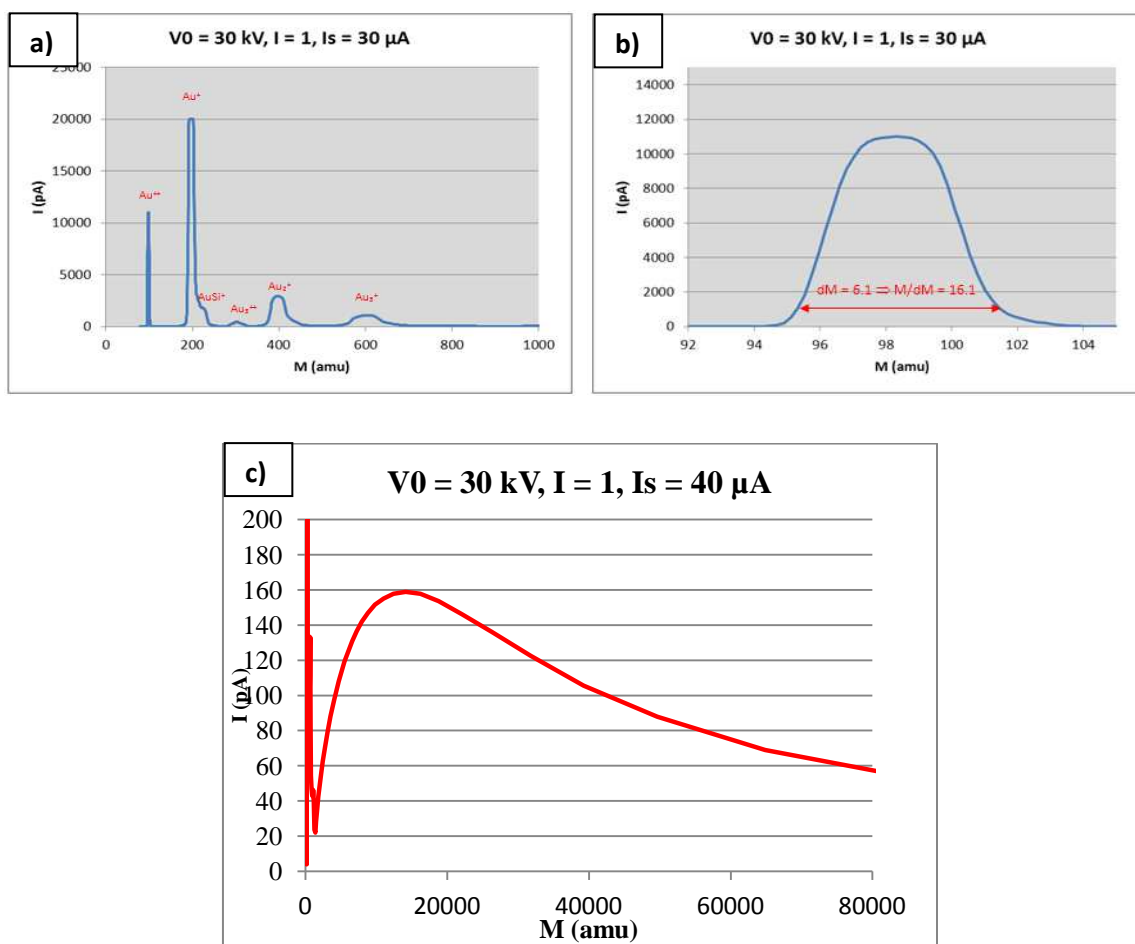 a)
V0 = 30 kV, I = 1, Is = 30 µA
25000
20000
15000
10000
5000
0
I (pA)
Au⁺
Au⁺⁺
AuSi⁺
Au₃⁺⁺
Au₂⁺
Au₃⁺
0 200 400 600 800 1000
M (amu)
b)
V0 = 30 kV, I = 1, Is = 30 µA
14000
12000
10000
8000
6000
4000
2000
0
I (pA)
dM = 6.1 ⇒ M/dM = 16.1
92 94 96 98 100 102 104
M (amu)
c)
V0 = 30 kV, I = 1, Is = 40 µA
200
180
160
140
120
100
80
60
40
20
0
I (pA)
0 20000 40000 60000 80000
M (amu)